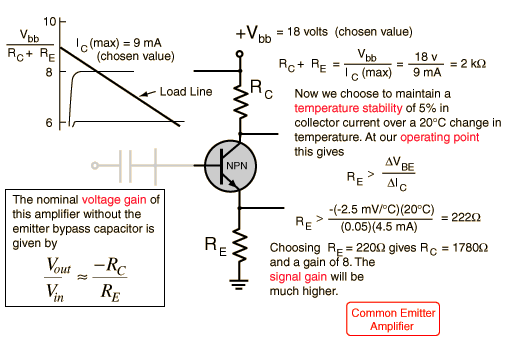 10
V_bb / R_C + R_E
I_C (max) = 9 mA
(chosen value)
8
Load Line
6
+V_bb = 18 volts (chosen value)
R_C + R_E = V_bb / I_C (max) = 18 v / 9 mA = 2 kΩ
R_C
Now we choose to maintain a
temperature stability of 5% in
collector current over a 20°C change in
temperature. At our operating point
this gives
NPN
R_E > ΔV_BE / ΔI_C
R_E > -(-2.5 mV/°C)(20°C) / (0.05)(4.5 mA) = 222Ω
R_E
Choosing R_E = 220Ω gives R_C = 1780Ω
and a gain of 8. The
signal gain will be
much higher.
The nominal voltage gain of
this amplifier without the
emitter bypass capacitor is
given by
V_out / V_in ≈ -R_C / R_E
Common Emitter
Amplifier